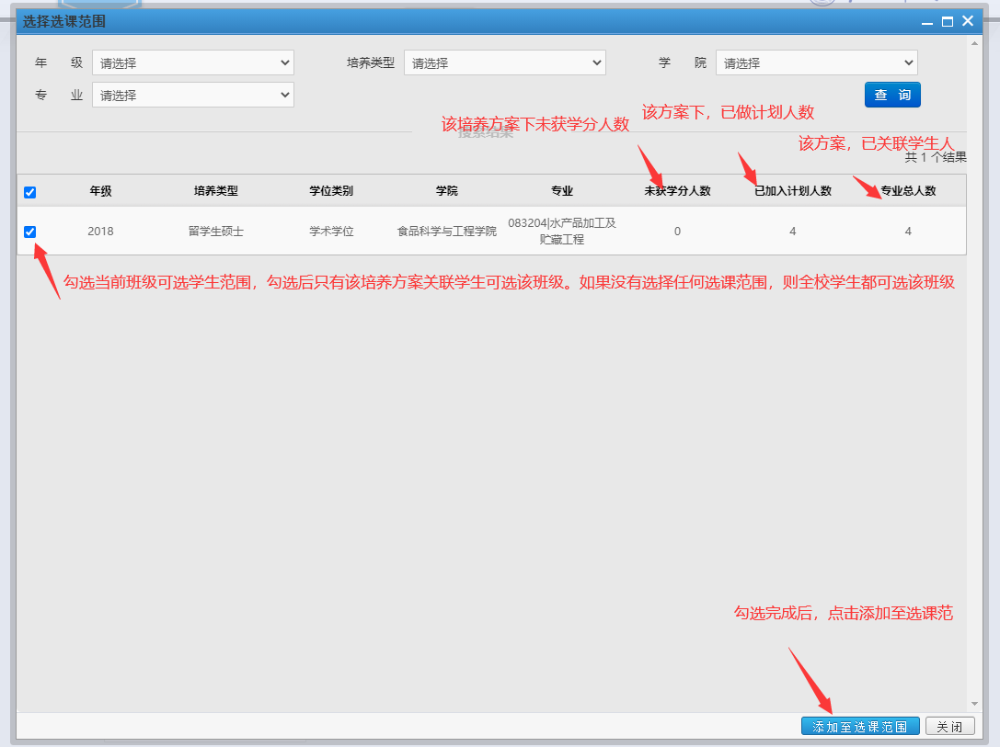 选择选课范围
年 级 请选择 培养类型 请选择 学 院 请选择
专 业 请选择 查 询
该方案下，已做计划人数
该培养方案下未获学分人数
搜索结果
该方案，已关联学生人
共 1 个结果
年级 培养类型 学位类别 学院 专业 未获学分人数 已加入计划人数 专业总人数
2018 留学生硕士 学术学位 食品科学与工程学院 083204|水产品加工及 0 4 4
贮藏工程
勾选当前班级可选学生范围，勾选后只有该培养方案关联学生可选该班级。如果没有选择任何选课范围，则全校学生都可选该班级
勾选完成后，点击添加至选课范
添加至选课范围 关闭